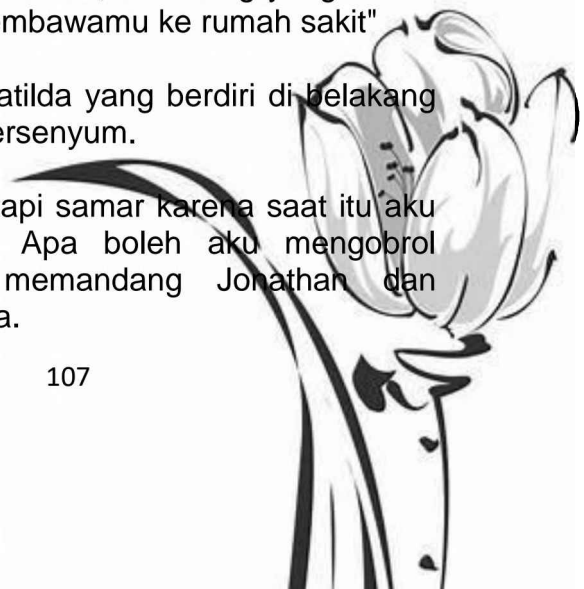 embawamu ke rumah sakit"
atilda yang berdiri di belakang
ersenyum.
api samar karena saat itu aku
Apa boleh aku mengobrol
memandang Jonathan dan
a.
107